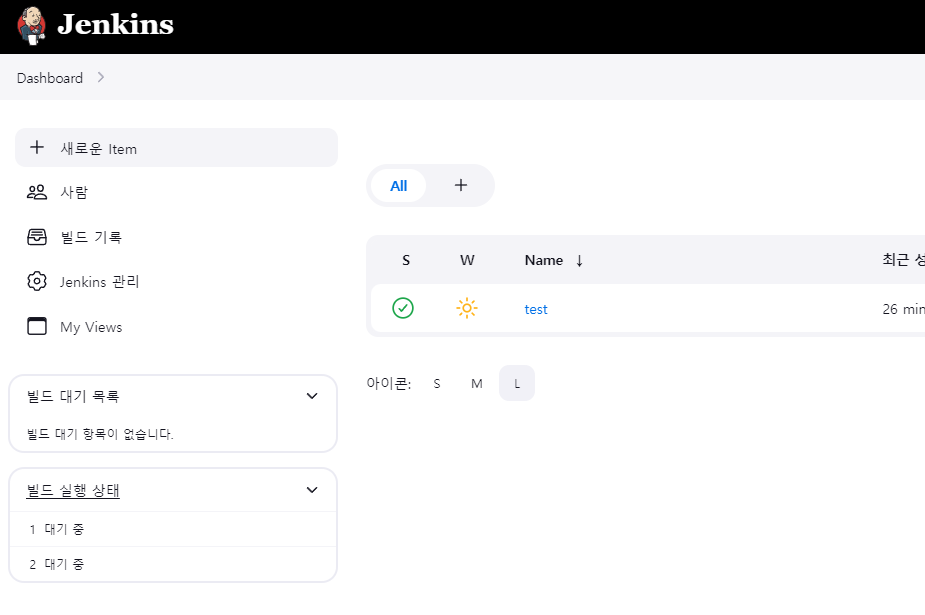 Jenkins
Dashboard
새로운 Item
사람
빌드 기록
Jenkins 관리
My Views
빌드 대기 목록
빌드 대기 항목이 없습니다.
빌드 실행 상태
1 대기 중
2 대기 중
All +
S W Name ↓ 최근
test 26 min
아이콘: S M L